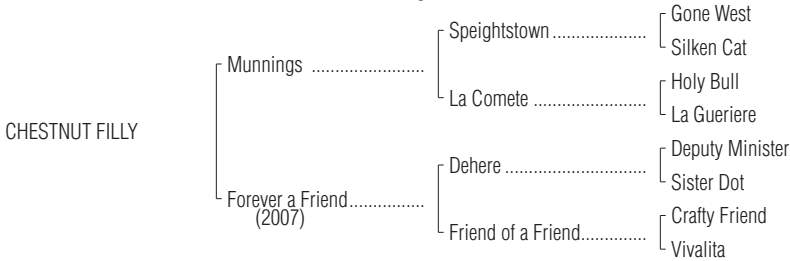 Gone West
Speightstown....................
Silken Cat
Munnings ........................
Holy Bull
La Comete ........................
La Gueriere
CHESTNUT FILLY
Deputy Minister
Dehere ..............................
Sister Dot
Forever a Friend................
(2007)
Crafty Friend
Friend of a Friend..............
Vivalita